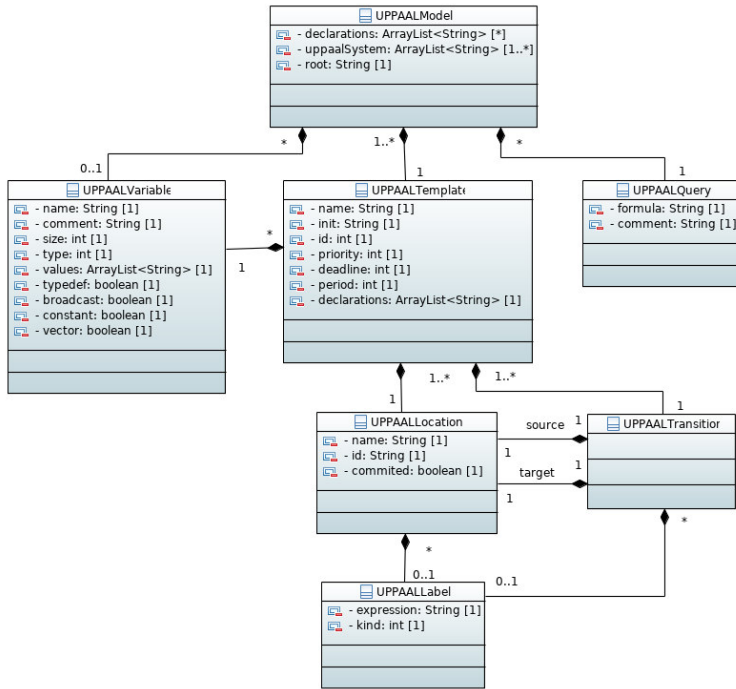 UPPAALModel
- declarations: ArrayList<String> [*]
- uppaalSystem: ArrayList<String> [1..*]
- root: String [1]
*
1..*
*
0..1
1
1
UPPAALVariable
- name: String [1]
- comment: String [1]
- size: int [1]
- type: int [1]
- values: ArrayList<String> [1]
- typedef: boolean [1]
- broadcast: boolean [1]
- constant: boolean [1]
- vector: boolean [1]
*
1
UPPAALTemplate
- name: String [1]
- init: String [1]
- id: int [1]
- priority: int [1]
- deadline: int [1]
- period: int [1]
- declarations: ArrayList<String> [1]
UPPAALQuery
- formula: String [1]
- comment: String [1]
1..*
1..*
1
1
UPPAALLocation
- name: String [1]
- id: String [1]
- commited: boolean [1]
source
1
1
target
1
1
UPPAALTransitior
*
*
0..1
0..1
UPPAALLabel
- expression: String [1]
- kind: int [1]